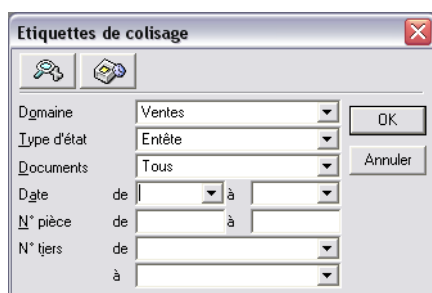 Etiquettes de colisage
Domaine Ventes OK
Type d'état Entête
Documents Tous Annuler
Date de à
N° pièce de à
N° tiers de
à